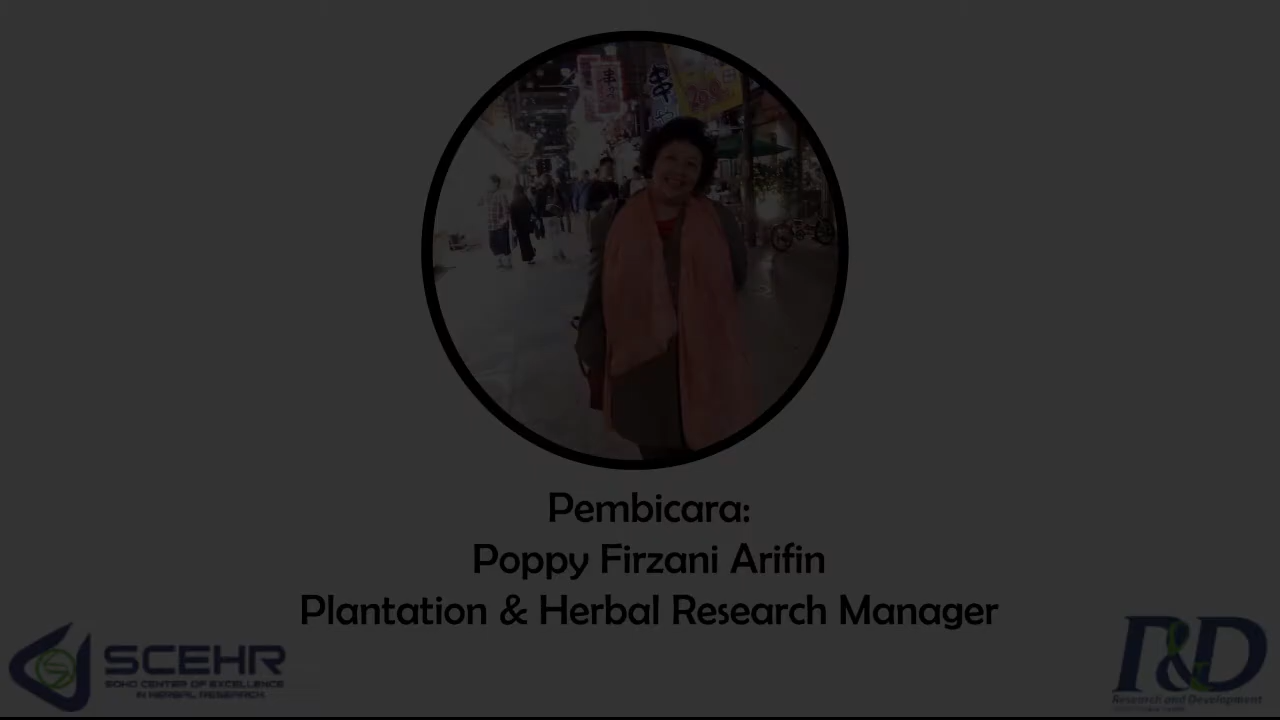 串
Pembicara:
Poppy Firzani Arifin
Plantation & Herbal Research Manager
SCEHR
SOHO CENTER OF EXCELLENCE
IN HERBAL RESEARCH
R&D
Research and Development